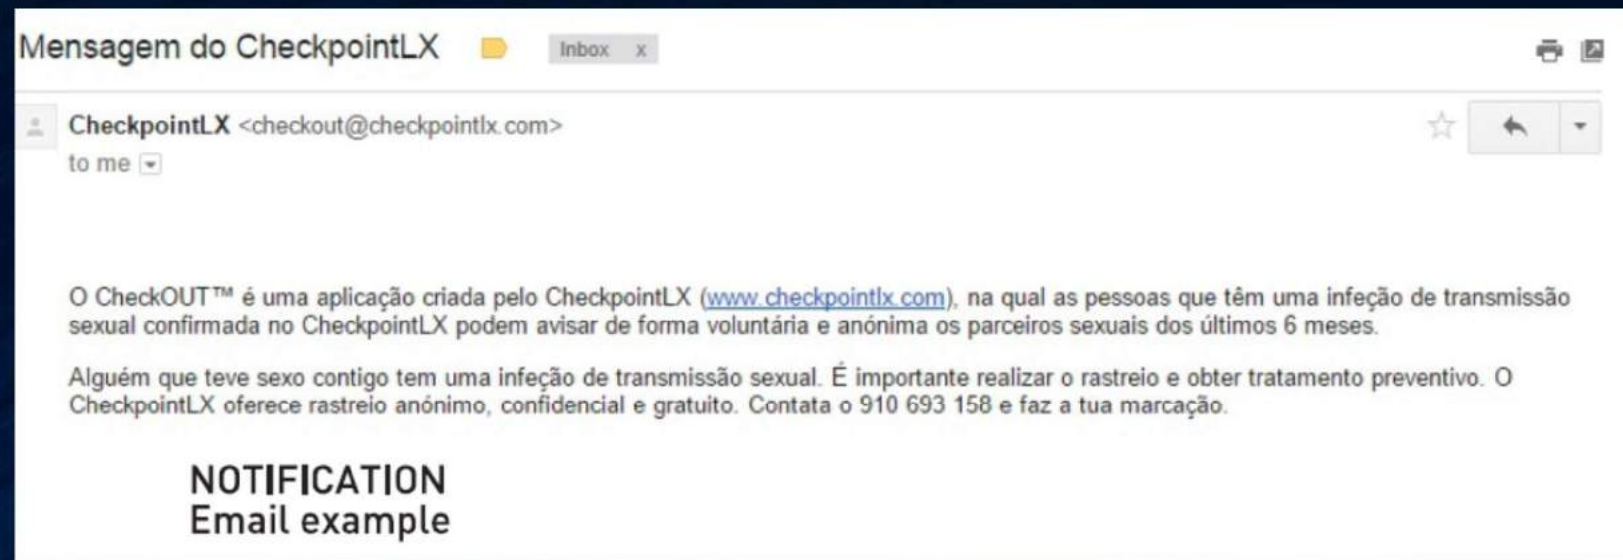 Mensagem do CheckpointLX Inbox x
CheckpointLX <checkout@checkpointlx.com>
to me
O CheckOUT™ é uma aplicação criada pelo CheckpointLX (www.checkpointlx.com), na qual as pessoas que têm uma infeção de transmissão
sexual confirmada no CheckpointLX podem avisar de forma voluntária e anónima os parceiros sexuais dos últimos 6 meses.
Alguém que teve sexo contigo tem uma infeção de transmissão sexual. É importante realizar o rastreio e obter tratamento preventivo. O
CheckpointLX oferece rastreio anónimo, confidencial e gratuito. Contata o 910 693 158 e faz a tua marcação.
NOTIFICATION
Email example